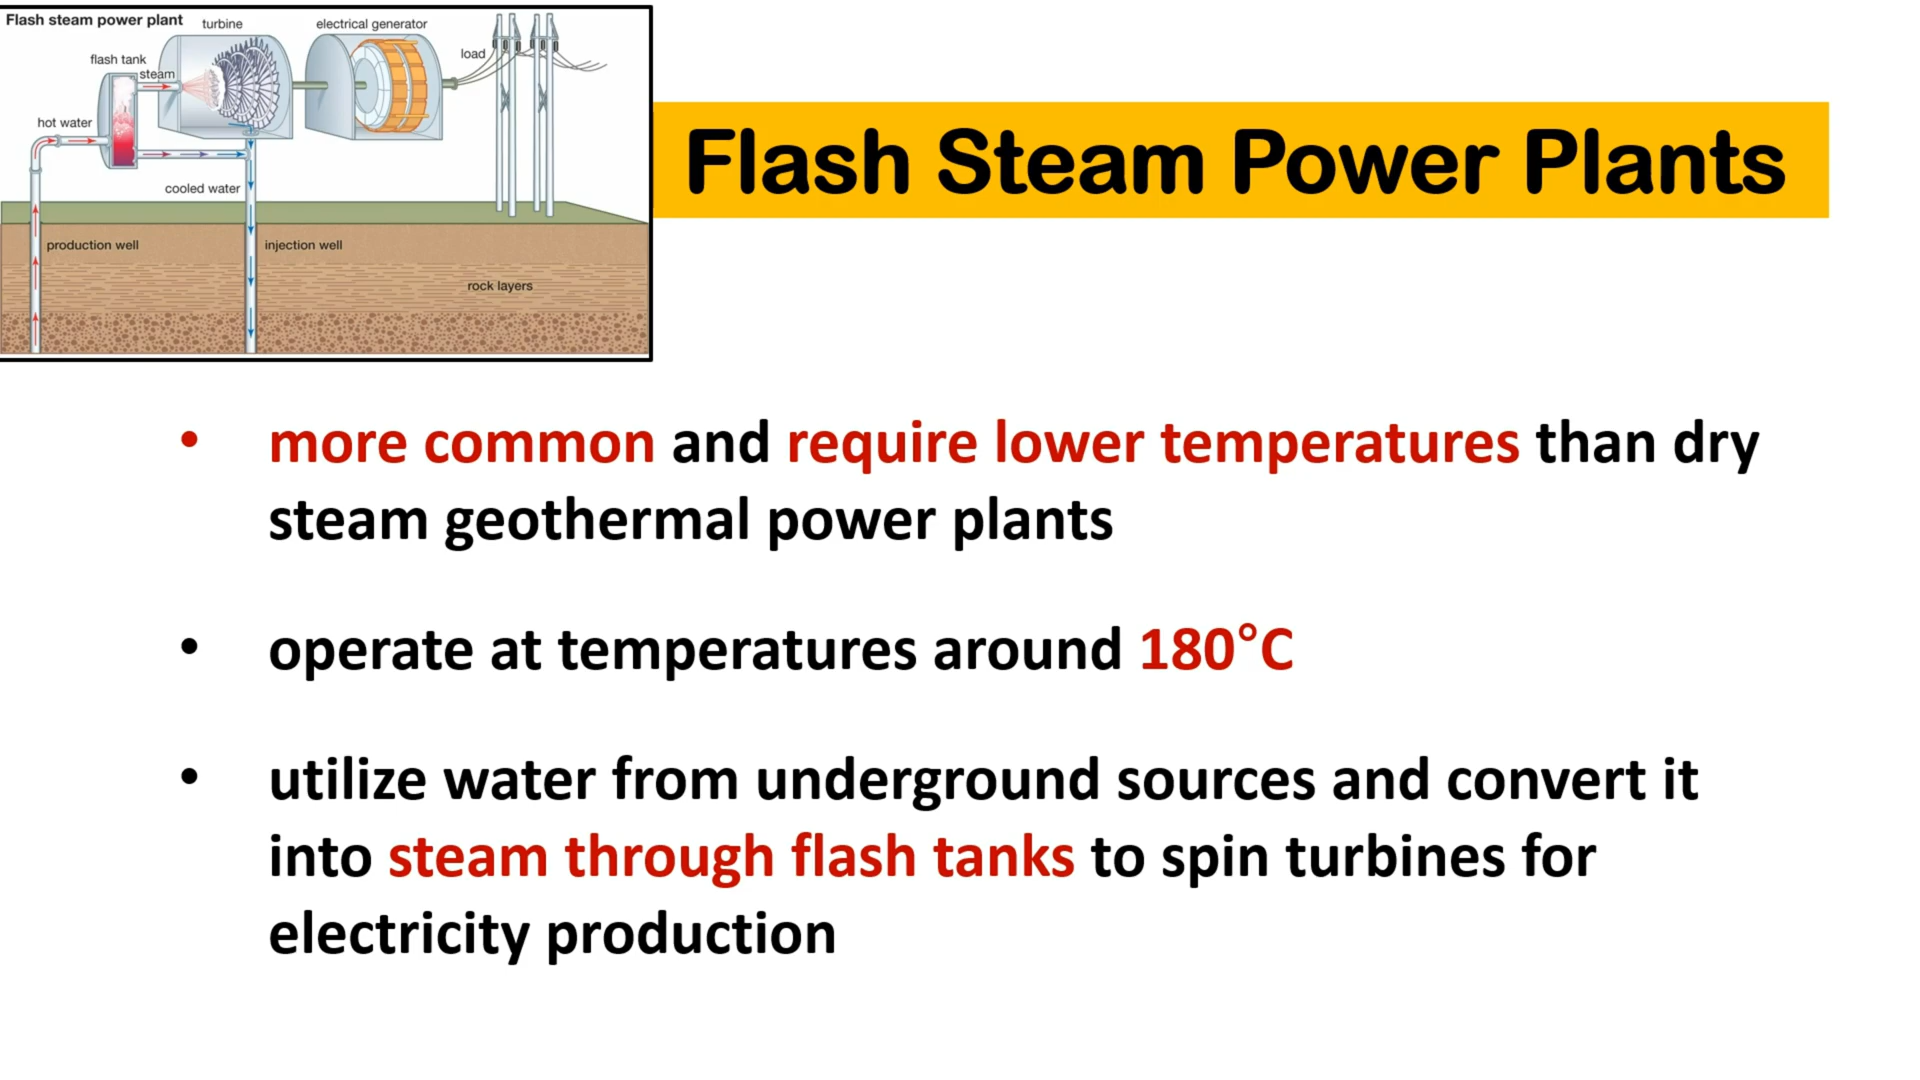 Flash steam power plant
turbine
electrical generator
flash tank
steam
load
hot water
cooled water
production well
injection well
rock layers
Flash Steam Power Plants
• more common and require lower temperatures than dry
steam geothermal power plants
• operate at temperatures around 180°C
• utilize water from underground sources and convert it
into steam through flash tanks to spin turbines for
electricity production